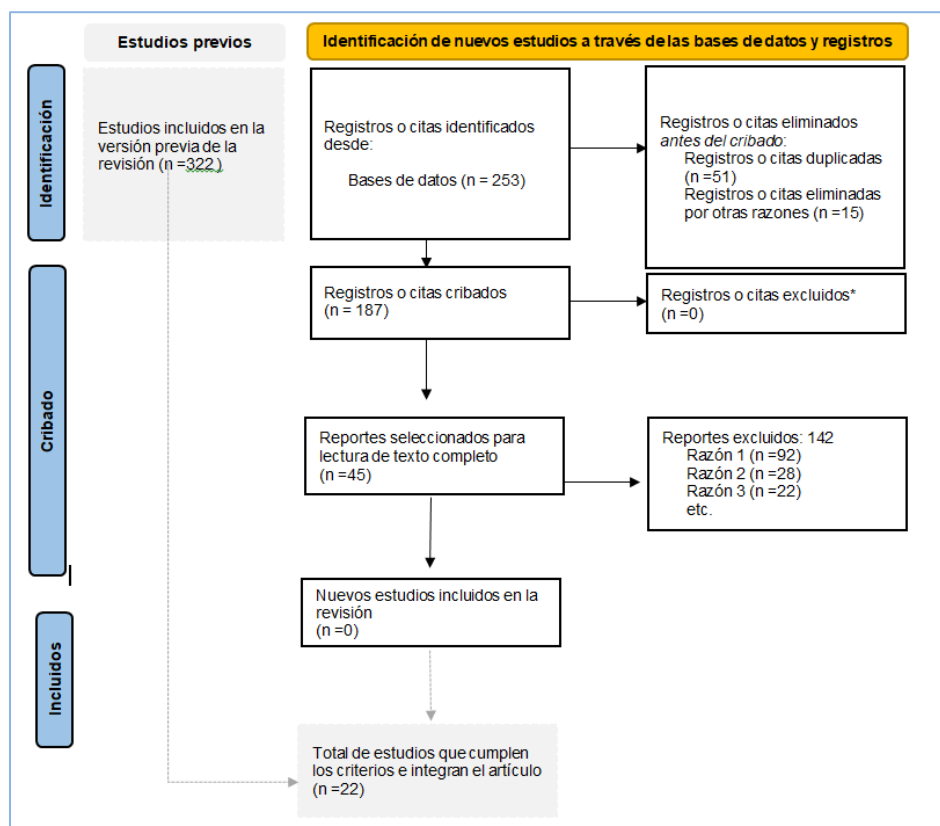 Estudios previos
Identificación de nuevos estudios a través de las bases de datos y registros
Identificación
Estudios incluidos en la
versión previa de la
revisión (n =322 )
Registros o citas identificados
desde:
Bases de datos (n = 253)
Registros o citas eliminados
antes del cribado:
Registros o citas duplicadas
(n =51)
Registros o citas eliminadas
por otras razones (n =15)
Cribado
Registros o citas cribados
(n = 187)
Registros o citas excluidos*
(n =0)
Reportes seleccionados para
lectura de texto completo
(n =45)
Reportes excluidos: 142
Razón 1 (n =92)
Razón 2 (n =28)
Razón 3 (n =22)
etc.
Incluidos
Nuevos estudios incluidos en la
revisión
(n =0)
Total de estudios que cumplen
los criterios e integran el artículo
(n =22)